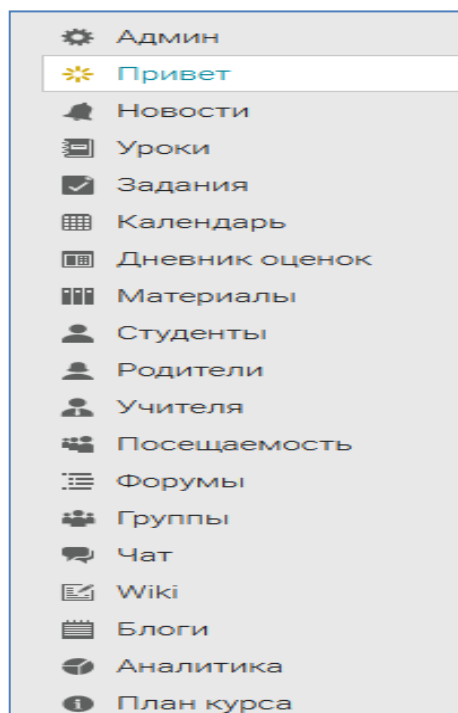 Админ
Привет
Новости
Уроки
Задания
Календарь
Дневник оценок
Материалы
Студенты
Родители
Учителя
Посещаемость
Форумы
Группы
Чат
Wiki
Блоги
Аналитика
План курса